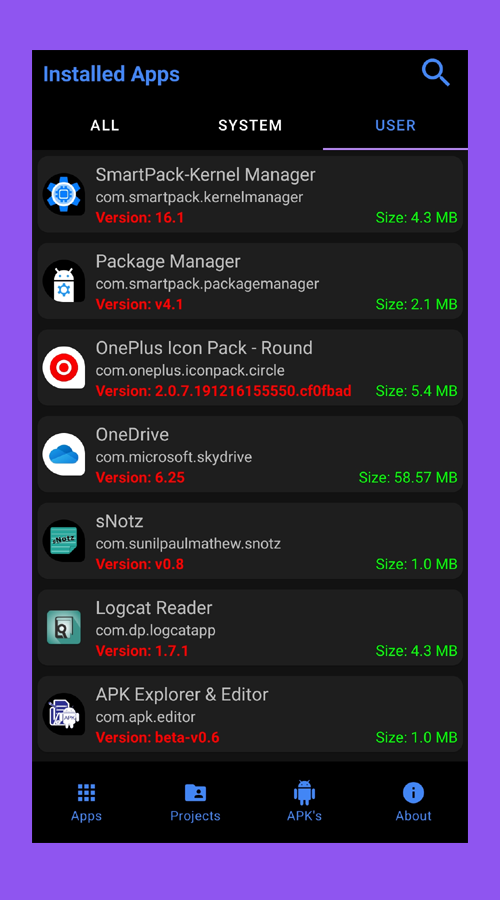 Installed Apps
ALL SYSTEM USER
SmartPack-Kernel Manager
com.smartpack.kernelmanager
Version: 16.1 Size: 4.3 MB
Package Manager
com.smartpack.packagemanager
Version: v4.1 Size: 2.1 MB
OnePlus Icon Pack - Round
com.oneplus.iconpack.circle
Version: 2.0.7.191216155550.cf0fbad Size: 5.4 MB
OneDrive
com.microsoft.skydrive
Version: 6.25 Size: 58.57 MB
sNotz
sNotz
com.sunilpaulmathew.snotz
Version: v0.8 Size: 1.0 MB
Logcat Reader
com.dp.logcatapp
Version: 1.7.1 Size: 4.3 MB
APK Explorer & Editor
APK
com.apk.editor
Version: beta-v0.6 Size: 1.0 MB
Apps Projects APK's About